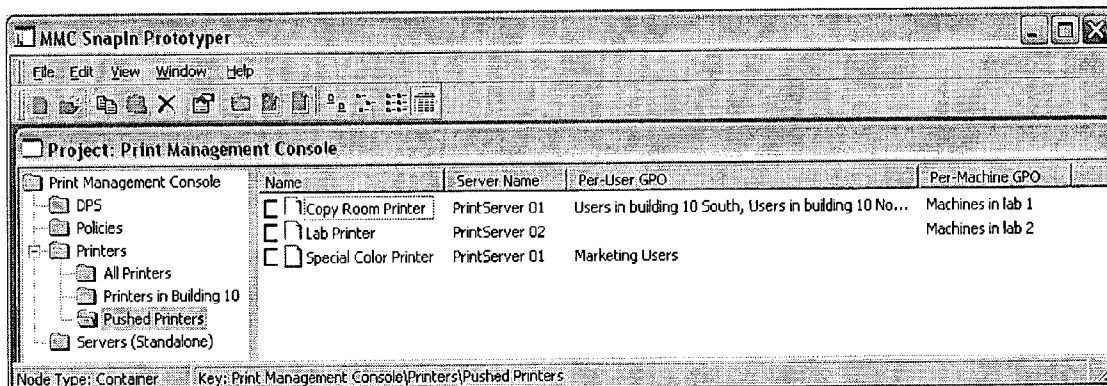 MMC SnapIn Prototyper
File Edit View Window Help
Project: Print Management Console
Print Management Console
DPS
Policies
Printers
All Printers
Printers in Building 10
Pushed Printers
Servers (Standalone)
Name Server Name Per-User GPO Per-Machine GPO
Copy Room Printer PrintServer 01 Users in building 10 South, Users in building 10 No... Machines in lab 1
Lab Printer PrintServer 02 Machines in lab 2
Special Color Printer PrintServer 01 Marketing Users
Node Type: Container Key: Print Management Console\Printers\Pushed Printers